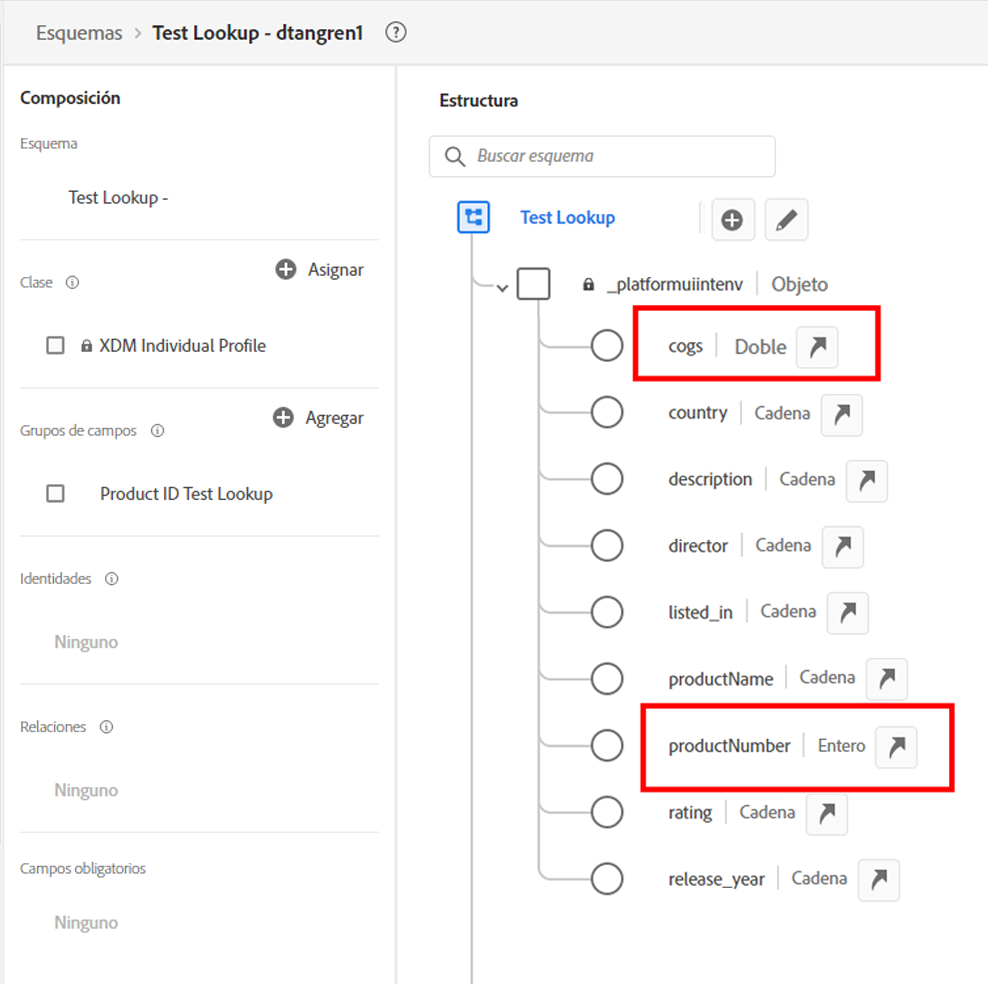 Esquemas > Test Lookup - dtangren1 ?
Composición
Esquema
Test Lookup -
Clase
Asignar
XDM Individual Profile
Grupos de campos
Agregar
Product ID Test Lookup
Identidades
Ninguno
Relaciones
Ninguno
Campos obligatorios
Ninguno
Estructura
Buscar esquema
Test Lookup
_platformuiintenv Objeto
cogs Doble
country Cadena
description Cadena
director Cadena
listed_in Cadena
productName Cadena
productNumber Entero
rating Cadena
release_year Cadena